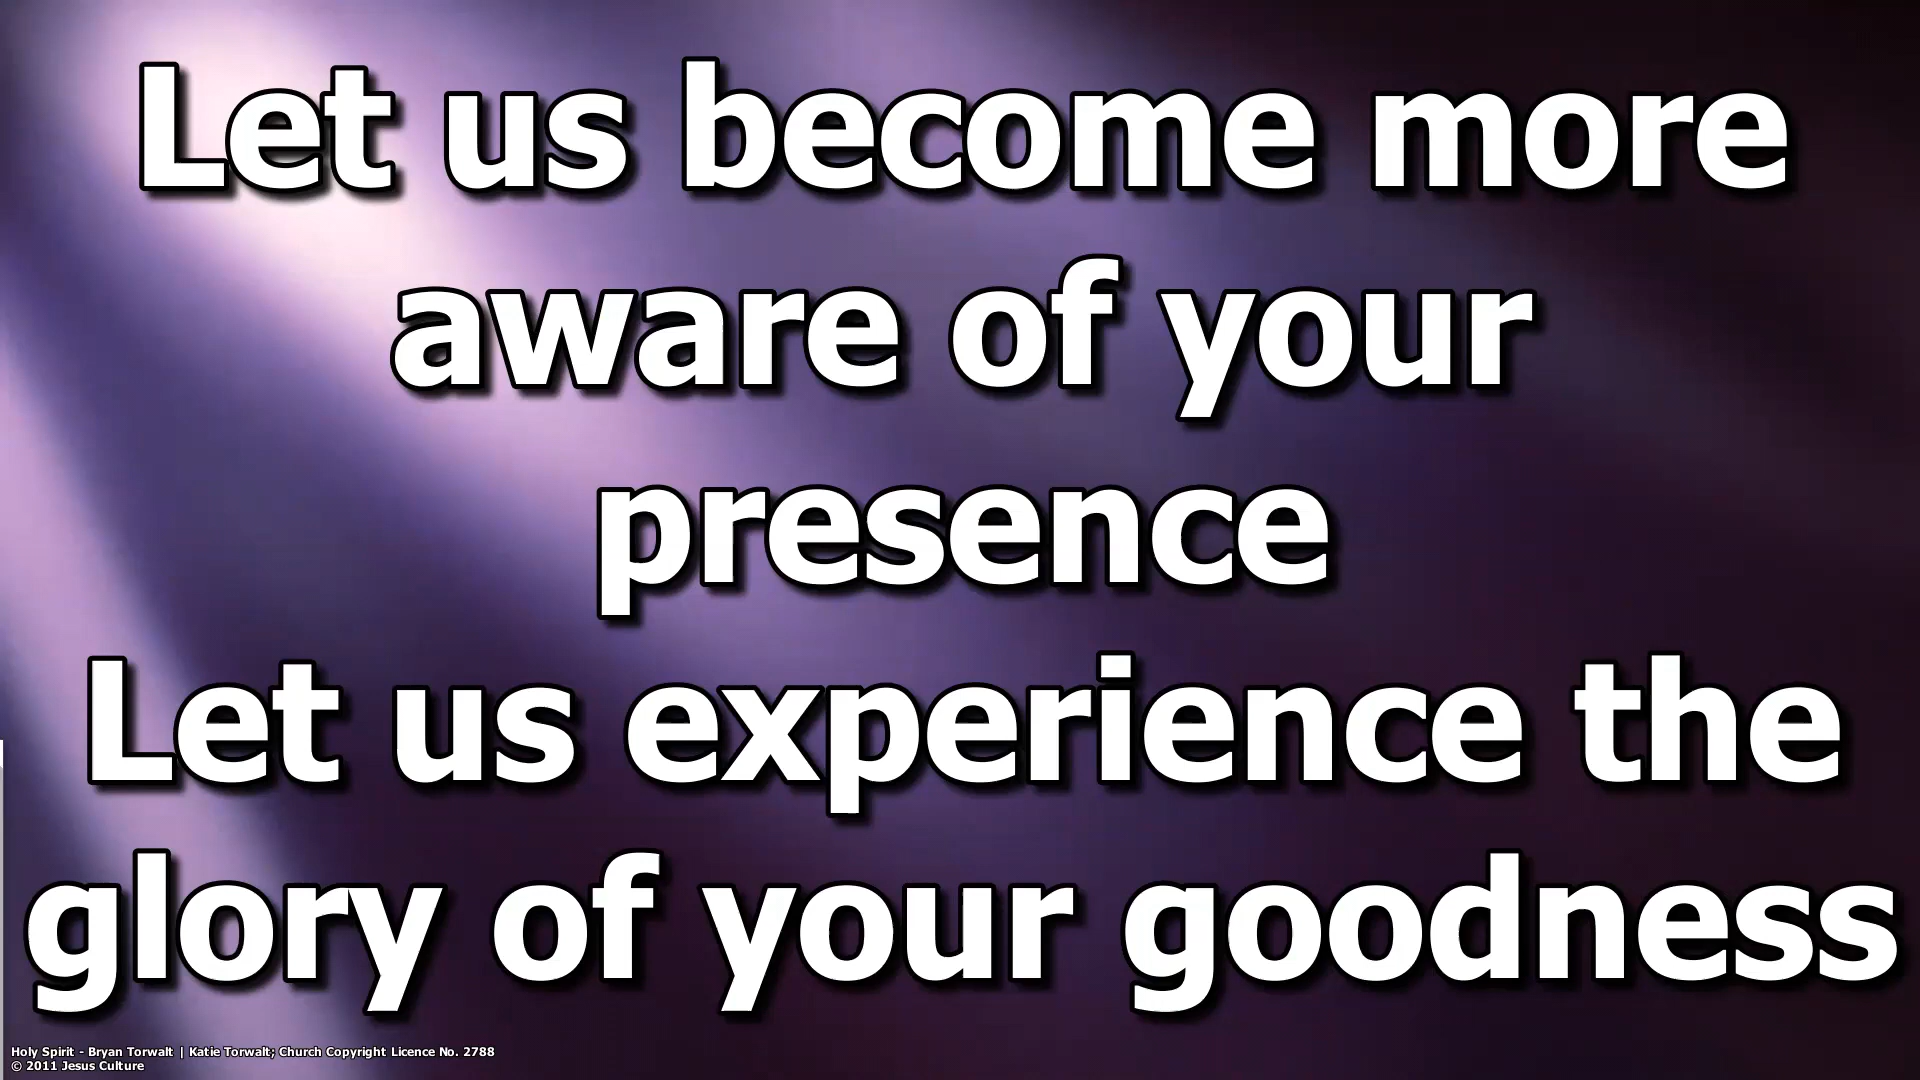 Let us become more
aware of your
presence
Let us experience the
glory of your goodness
Holy Spirit - Bryan Torwalt | Katie Torwalt; Church Copyright Licence No. 2788
© 2011 Jesus Culture